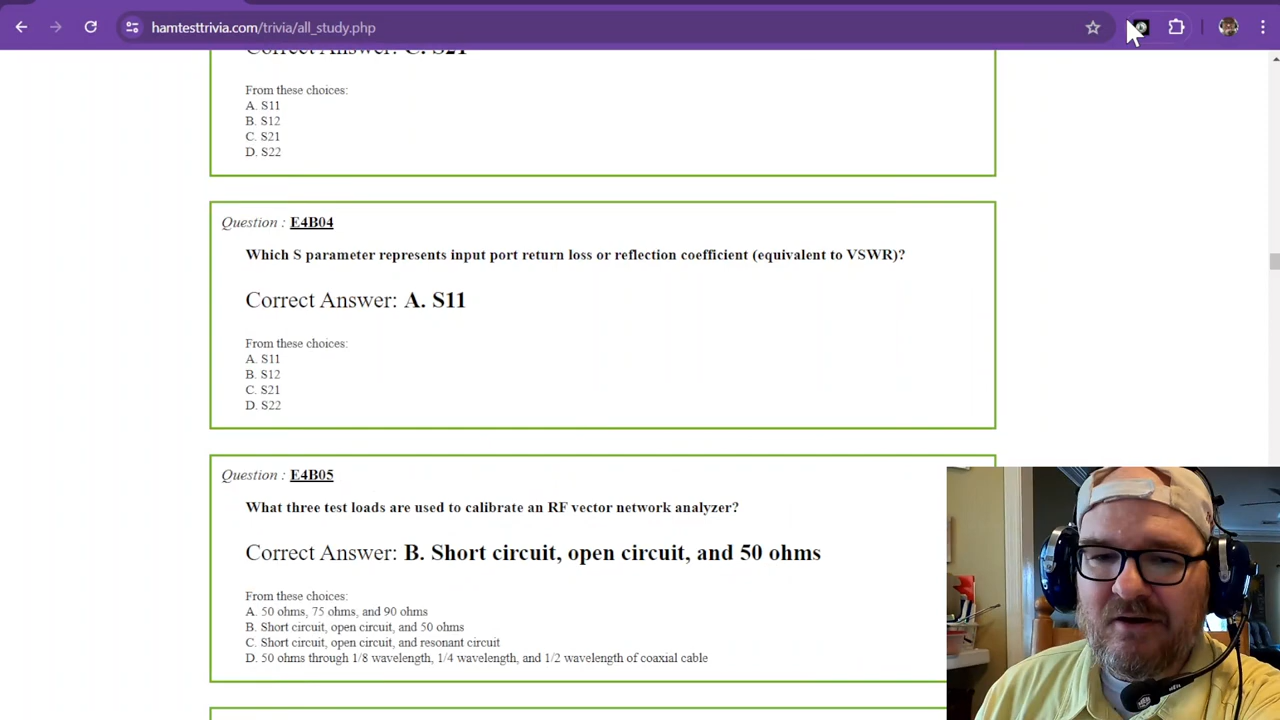 hamtesttrivia.com/trivia/all_study.php
Correct Answer: C. S21
From these choices:
A. S11
B. S12
C. S21
D. S22
Question : E4B04
Which S parameter represents input port return loss or reflection coefficient (equivalent to VSWR)?
Correct Answer: A. S11
From these choices:
A. S11
B. S12
C. S21
D. S22
Question : E4B05
What three test loads are used to calibrate an RF vector network analyzer?
Correct Answer: B. Short circuit, open circuit, and 50 ohms
From these choices:
A. 50 ohms, 75 ohms, and 90 ohms
B. Short circuit, open circuit, and 50 ohms
C. Short circuit, open circuit, and resonant circuit
D. 50 ohms through 1/8 wavelength, 1/4 wavelength, and 1/2 wavelength of coaxial cable